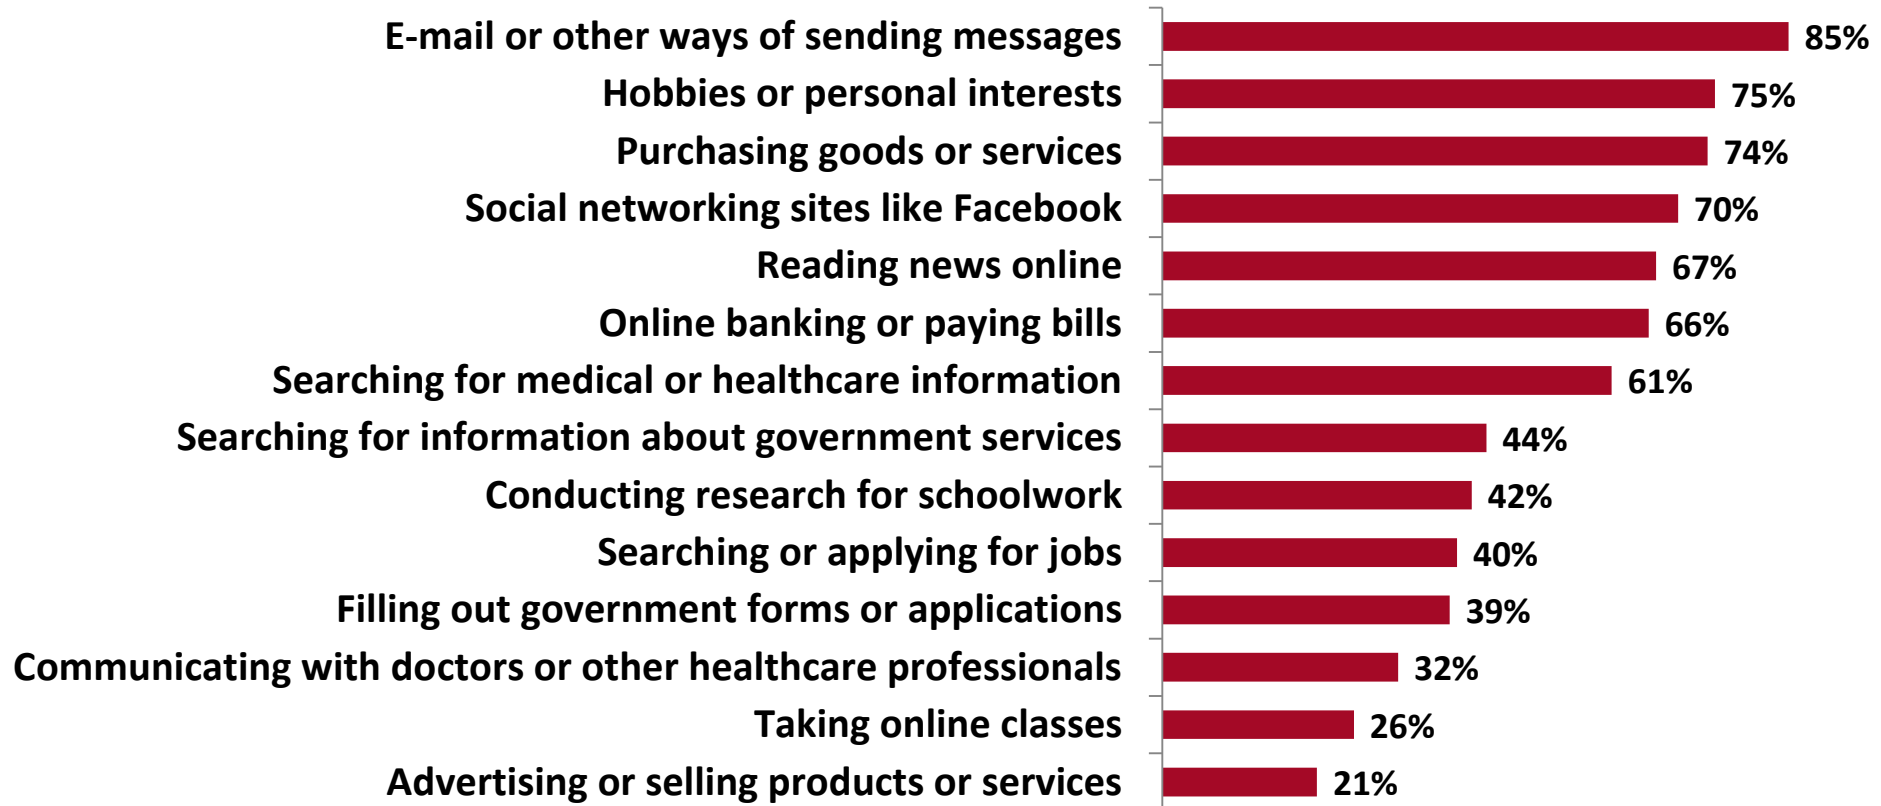 E-mail or other ways of sending messages 85%
Hobbies or personal interests 75%
Purchasing goods or services 74%
Social networking sites like Facebook 70%
Reading news online 67%
Online banking or paying bills 66%
Searching for medical or healthcare information 61%
Searching for information about government services 44%
Conducting research for schoolwork 42%
Searching or applying for jobs 40%
Filling out government forms or applications 39%
Communicating with doctors or other healthcare professionals 32%
Taking online classes 26%
Advertising or selling products or services 21%